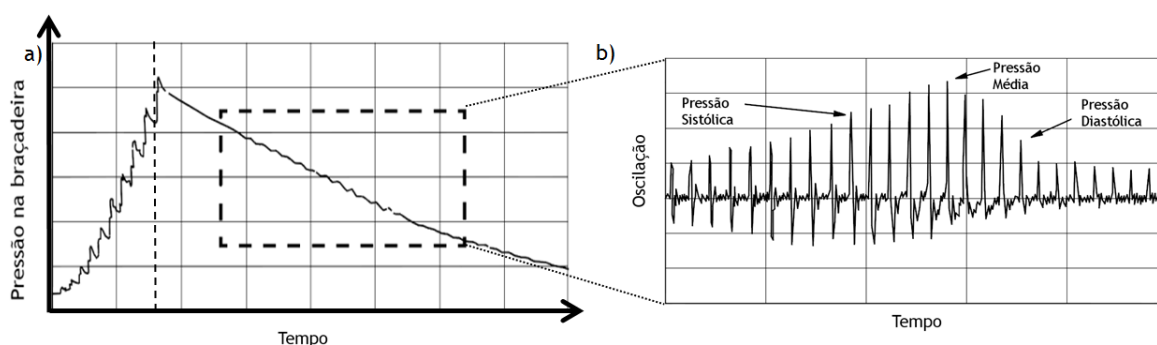 a)
Pressão na braçadeira
Tempo
b)
Pressão
Sistólica
Pressão
Média
Pressão
Diastólica
Oscilação
Tempo